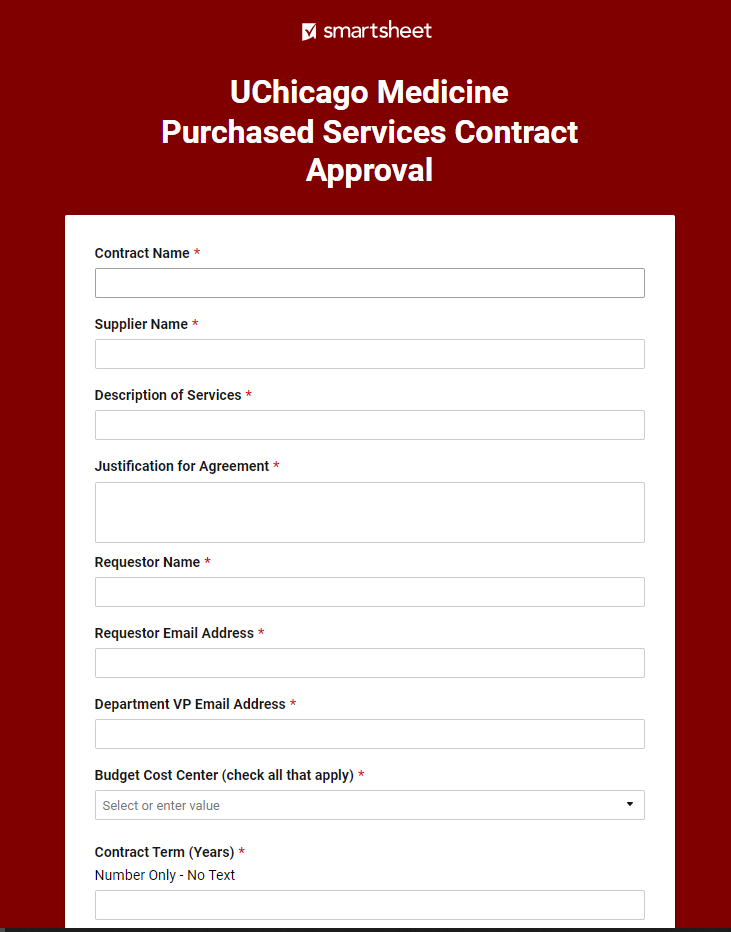 smartsheet
UChicago Medicine
Purchased Services Contract
Approval
Contract Name *
Supplier Name *
Description of Services *
Justification for Agreement *
Requestor Name *
Requestor Email Address *
Department VP Email Address *
Budget Cost Center (check all that apply) *
Select or enter value
Contract Term (Years) *
Number Only - No Text